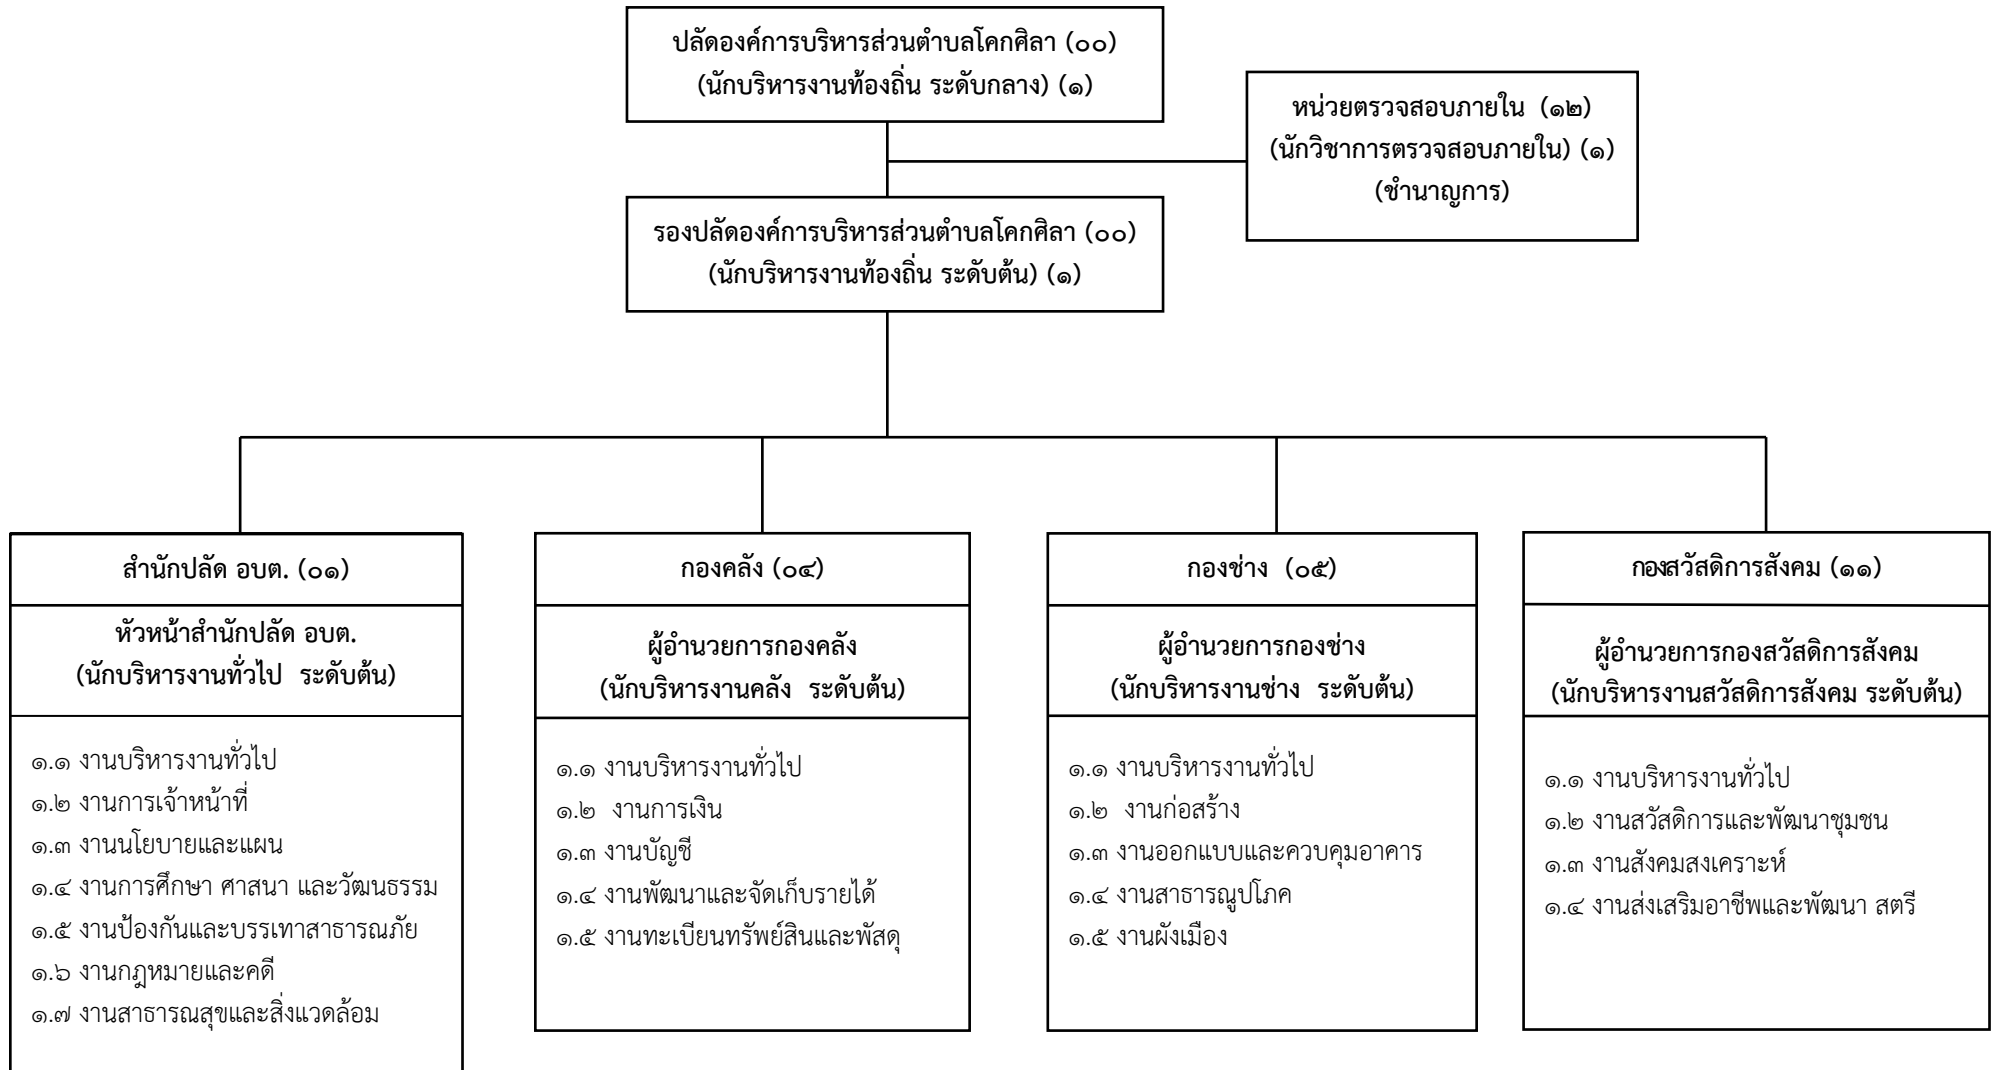 ปลัดองค์การบริหารส่วนตำบลโคกศิลา (๐๐)
(นักบริหารงานท้องถิ่น ระดับกลาง) (๑)
หน่วยตรวจสอบภายใน (๑๒)
(นักวิชาการตรวจสอบภายใน) (๑)
(ชำนาญการ)
รองปลัดองค์การบริหารส่วนตำบลโคกศิลา (๐๐)
(นักบริหารงานท้องถิ่น ระดับต้น) (๑)
สำนักปลัด อบต. (๐๑)
หัวหน้าสำนักปลัด อบต.
(นักบริหารงานทั่วไป ระดับต้น)
๑.๑ งานบริหารงานทั่วไป
๑.๒ งานการเจ้าหน้าที่
๑.๓ งานนโยบายและแผน
๑.๔ งานการศึกษา ศาสนา และวัฒนธรรม
๑.๕ งานป้องกันและบรรเทาสาธารณภัย
๑.๖ งานกฎหมายและคดี
๑.๗ งานสาธารณสุขและสิ่งแวดล้อม
กองคลัง (๐๔)
ผู้อำนวยการกองคลัง
(นักบริหารงานคลัง ระดับต้น)
๑.๑ งานบริหารงานทั่วไป
๑.๒ งานการเงิน
๑.๓ งานบัญชี
๑.๔ งานพัฒนาและจัดเก็บรายได้
๑.๕ งานทะเบียนทรัพย์สินและพัสดุ
กองช่าง (๐๕)
ผู้อำนวยการกองช่าง
(นักบริหารงานช่าง ระดับต้น)
๑.๑ งานบริหารงานทั่วไป
๑.๒ งานก่อสร้าง
๑.๓ งานออกแบบและควบคุมอาคาร
๑.๔ งานสาธารณูปโภค
๑.๕ งานผังเมือง
กองสวัสดิการสังคม (๑๑)
ผู้อำนวยการกองสวัสดิการสังคม
(นักบริหารงานสวัสดิการสังคม ระดับต้น)
๑.๑ งานบริหารงานทั่วไป
๑.๒ งานสวัสดิการและพัฒนาชุมชน
๑.๓ งานสังคมสงเคราะห์
๑.๔ งานส่งเสริมอาชีพและพัฒนา สตรี